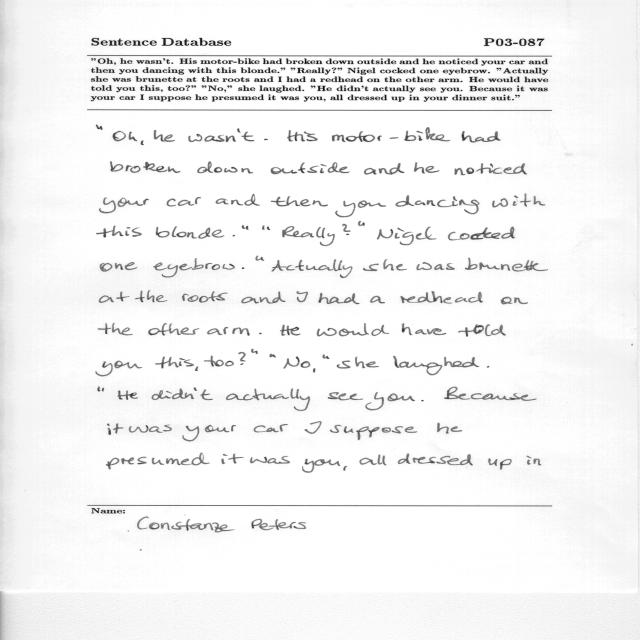 Sentence Database P03-087
"Oh, he wasn't. His motor-bike had broken down outside and he noticed your car and
then you dancing with this blonde." "Really?" Nigel cocked one eyebrow. "Actually
she was brunette at the roots and I had a redhead on the other arm. He would have
told you this, too?" "No," she laughed. "He didn't actually see you. Because it was
your car I suppose he presumed it was you, all dressed up in your dinner suit."
"Oh, he wasn't. His motor-bike had
broken down outside and he noticed
your car and then you dancing with
this blonde." "Really?" Nigel cocked
one eyebrow. "Actually she was brunette
at the roots and I had a redhead on
the other arm. He would have told
you this, too?" "No," she laughed.
"He didn't actually see you. Because
it was your car I suppose he
presumed it was you, all dressed up in
Name:
Constanze Peters